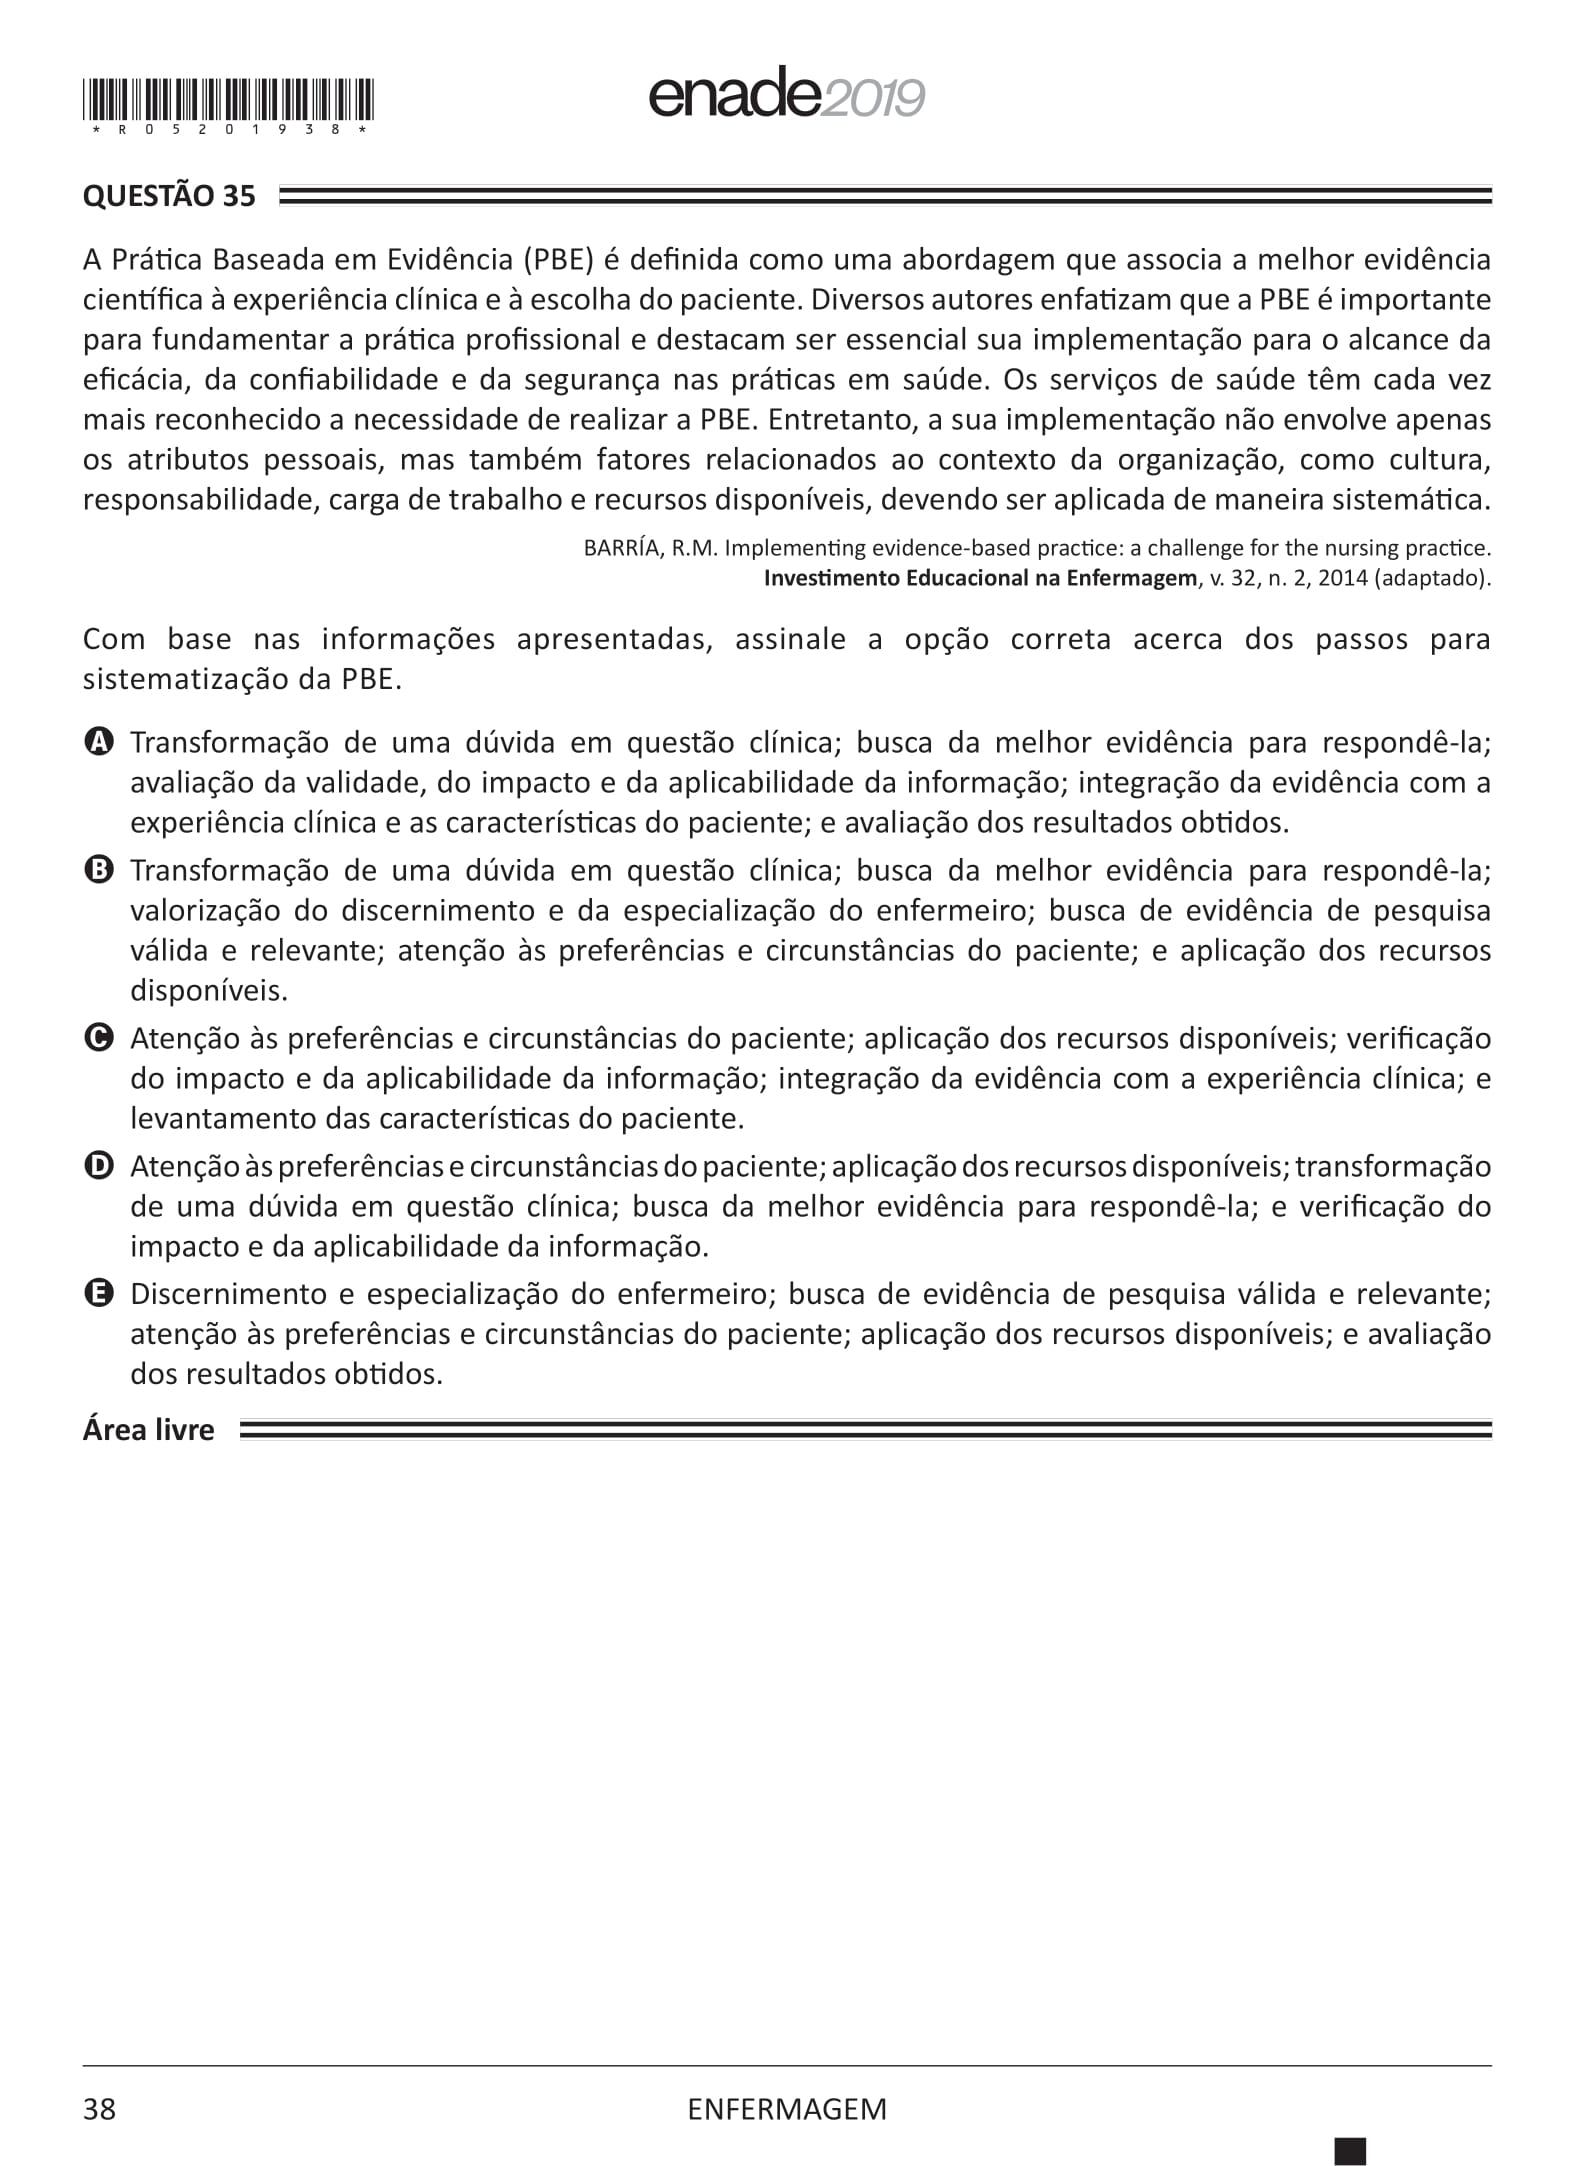 *R05201938*
enade2019
QUESTÃO 35
A Prática Baseada em Evidência (PBE) é definida como uma abordagem que associa a melhor evidência
científica à experiência clínica e à escolha do paciente. Diversos autores enfatizam que a PBE é importante
para fundamentar a prática profissional e destacam ser essencial sua implementação para o alcance da
eficácia, da confiabilidade e da segurança nas práticas em saúde. Os serviços de saúde têm cada vez
mais reconhecido a necessidade de realizar a PBE. Entretanto, a sua implementação não envolve apenas
os atributos pessoais, mas também fatores relacionados ao contexto da organização, como cultura,
responsabilidade, carga de trabalho e recursos disponíveis, devendo ser aplicada de maneira sistemática.
BARRÍA, R.M. Implementing evidence-based practice: a challenge for the nursing practice.
Investimento Educacional na Enfermagem, v. 32, n. 2, 2014 (adaptado).
Com base nas informações apresentadas, assinale a opção correta acerca dos passos para
sistematização da PBE.
A Transformação de uma dúvida em questão clínica; busca da melhor evidência para respondê-la;
avaliação da validade, do impacto e da aplicabilidade da informação; integração da evidência com a
experiência clínica e as características do paciente; e avaliação dos resultados obtidos.
B Transformação de uma dúvida em questão clínica; busca da melhor evidência para respondê-la;
valorização do discernimento e da especialização do enfermeiro; busca de evidência de pesquisa
válida e relevante; atenção às preferências e circunstâncias do paciente; e aplicação dos recursos
disponíveis.
C Atenção às preferências e circunstâncias do paciente; aplicação dos recursos disponíveis; verificação
do impacto e da aplicabilidade da informação; integração da evidência com a experiência clínica; e
levantamento das características do paciente.
D Atenção às preferências e circunstâncias do paciente; aplicação dos recursos disponíveis; transformação
de uma dúvida em questão clínica; busca da melhor evidência para respondê-la; e verificação do
impacto e da aplicabilidade da informação.
E Discernimento e especialização do enfermeiro; busca de evidência de pesquisa válida e relevante;
atenção às preferências e circunstâncias do paciente; aplicação dos recursos disponíveis; e avaliação
dos resultados obtidos.
Área livre
38
ENFERMAGEM